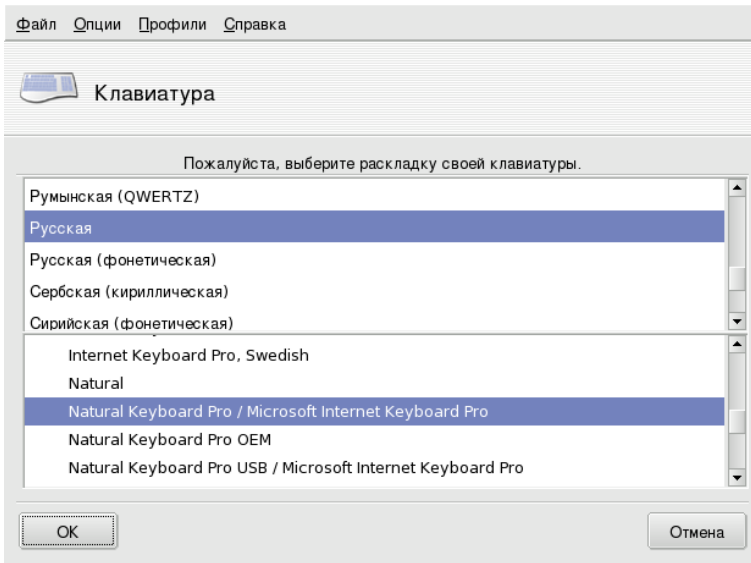 Файл Опции Профили Справка
Клавиатура
Пожалуйста, выберите раскладку своей клавиатуры.
Румынская (QWERTZ)
Русская
Русская (фонетическая)
Сербская (кириллическая)
Сирийская (фонетическая)
Internet Keyboard Pro, Swedish
Natural
Natural Keyboard Pro / Microsoft Internet Keyboard Pro
Natural Keyboard Pro OEM
Natural Keyboard Pro USB / Microsoft Internet Keyboard Pro
OK Отмена